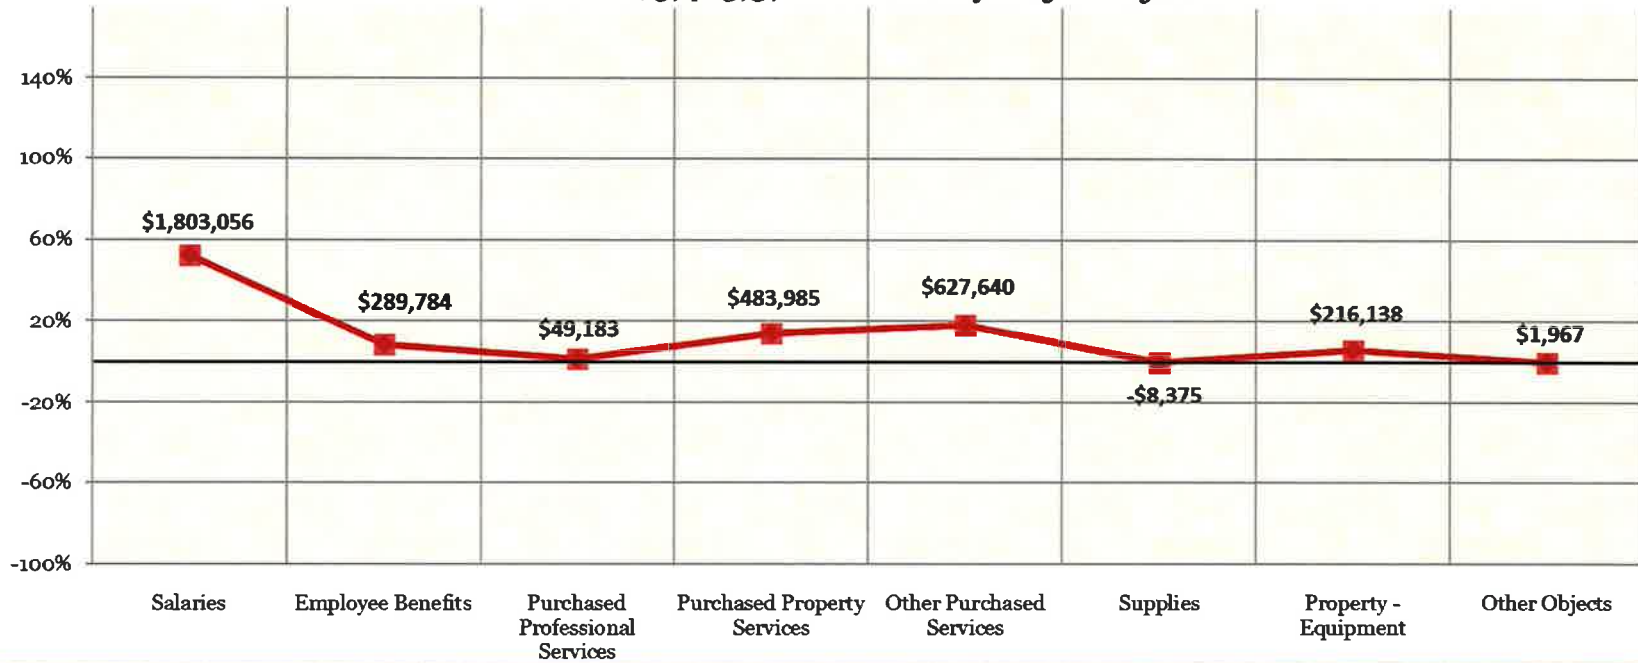 140%
100%
60%
20%
-20%
-60%
-100%
$1,803,056
$289,784
$49,183
$483,985
$627,640
-$8,375
$216,138
$1,967
Salaries
Employee Benefits
Purchased
Professional
Services
Purchased Property
Services
Other Purchased
Services
Supplies
Property -
Equipment
Other Objects